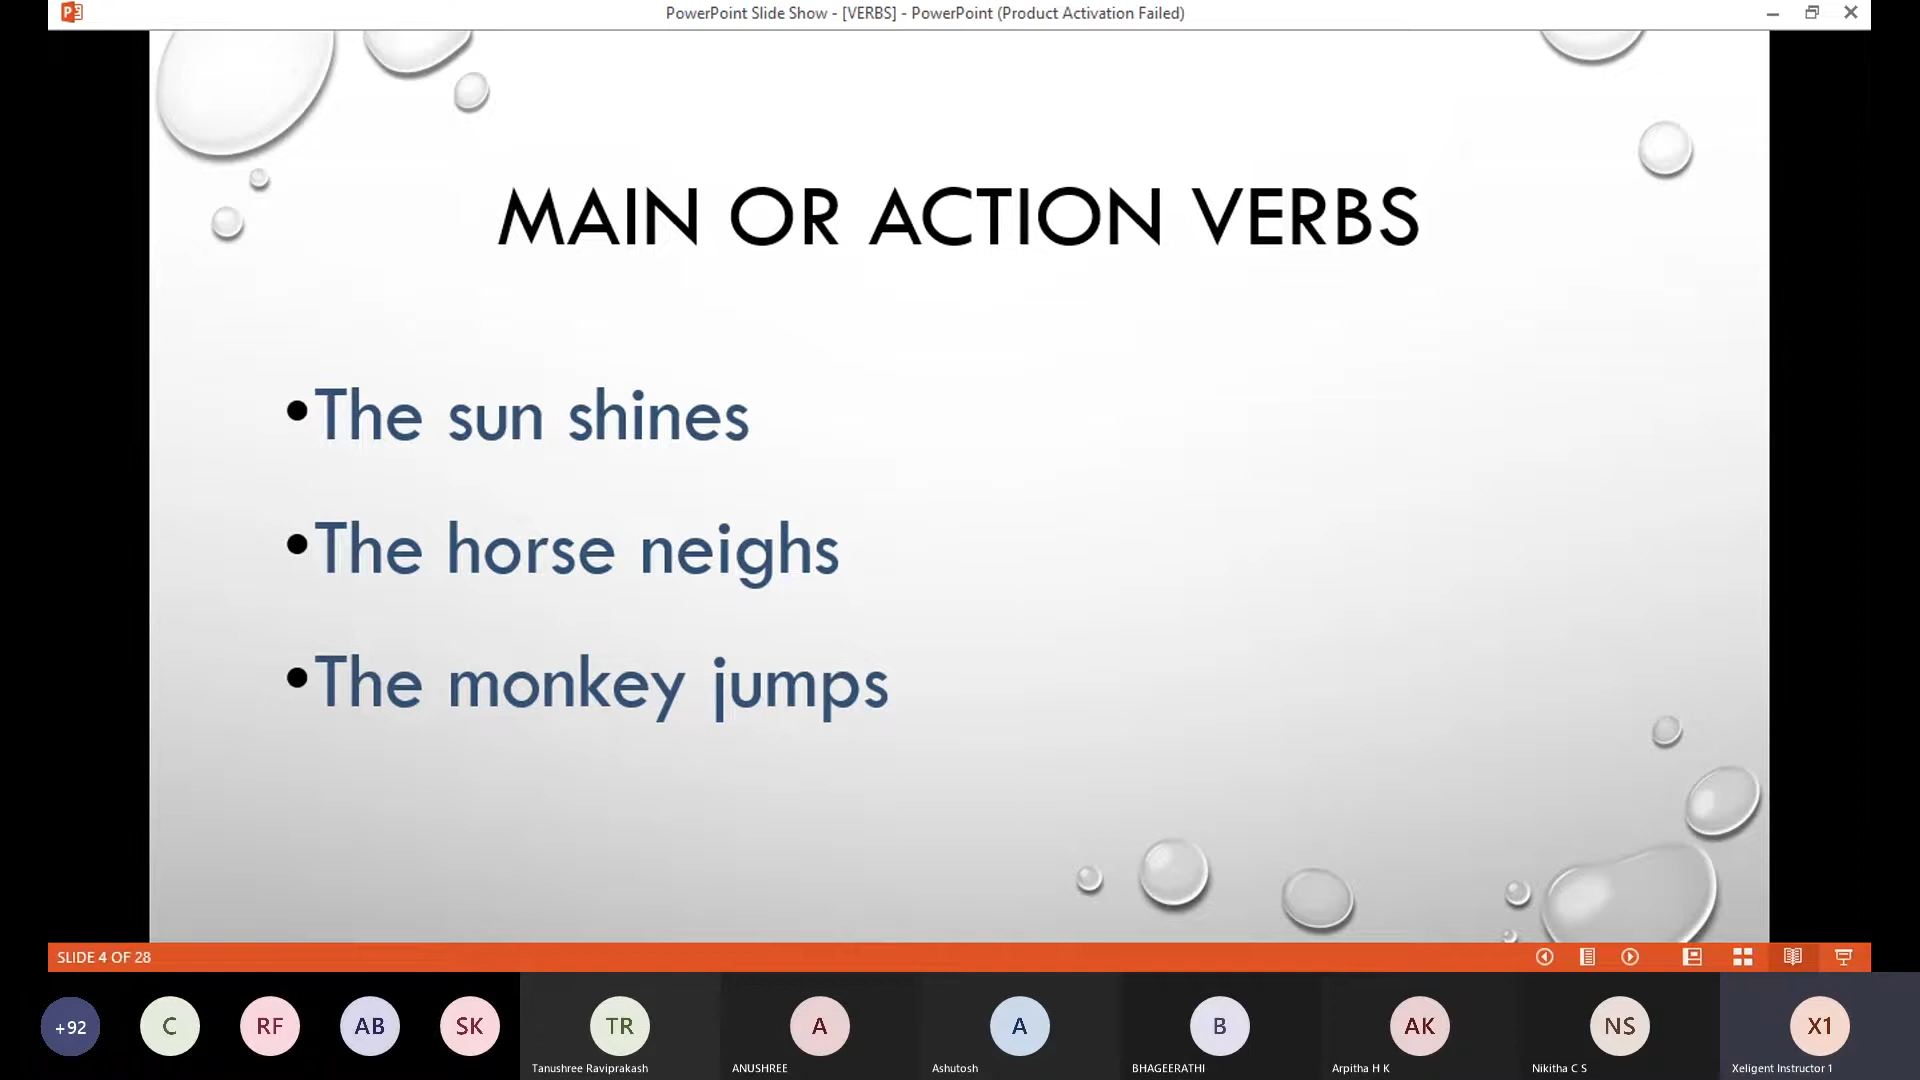 PowerPoint Slide Show - [VERBS] - PowerPoint (Product Activation Failed)
MAIN OR ACTION VERBS
•The sun shines
•The horse neighs
•The monkey jumps
SLIDE 4 OF 28
+92 C RF AB SK TR A A B AK NS X1
Tanushree Raviprakash ANUSHREE Ashutosh BHAGEERATHI Arpitha H K Nikitha C S Xeligent Instructor 1